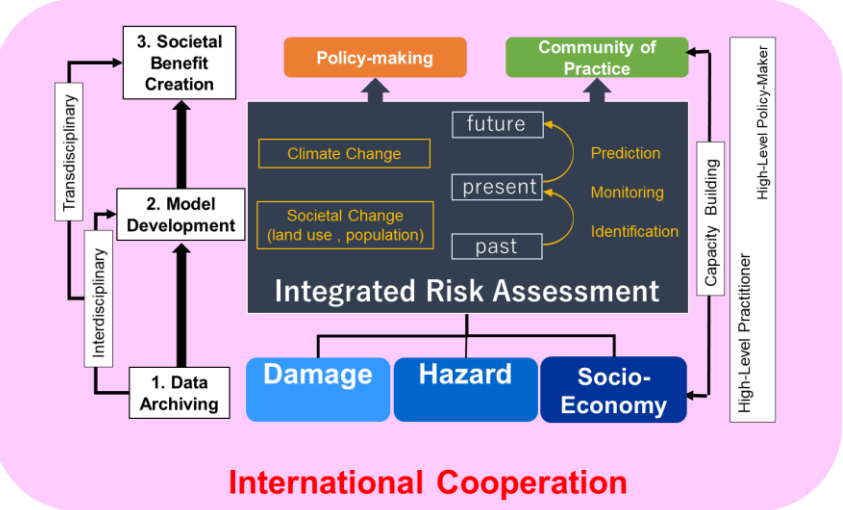 3. Societal
Benefit
Creation
Policy-making
Community of
Practice
High-Level Policy-Maker
Transdisciplinary
future
Climate Change
Prediction
present
Monitoring
2. Model
Development
Societal Change
(land use , population)
Identification
past
Capacity Building
Interdisciplinary
Integrated Risk Assessment
High-Level Practitioner
1. Data
Archiving
Damage
Hazard
Socio-
Economy
International Cooperation